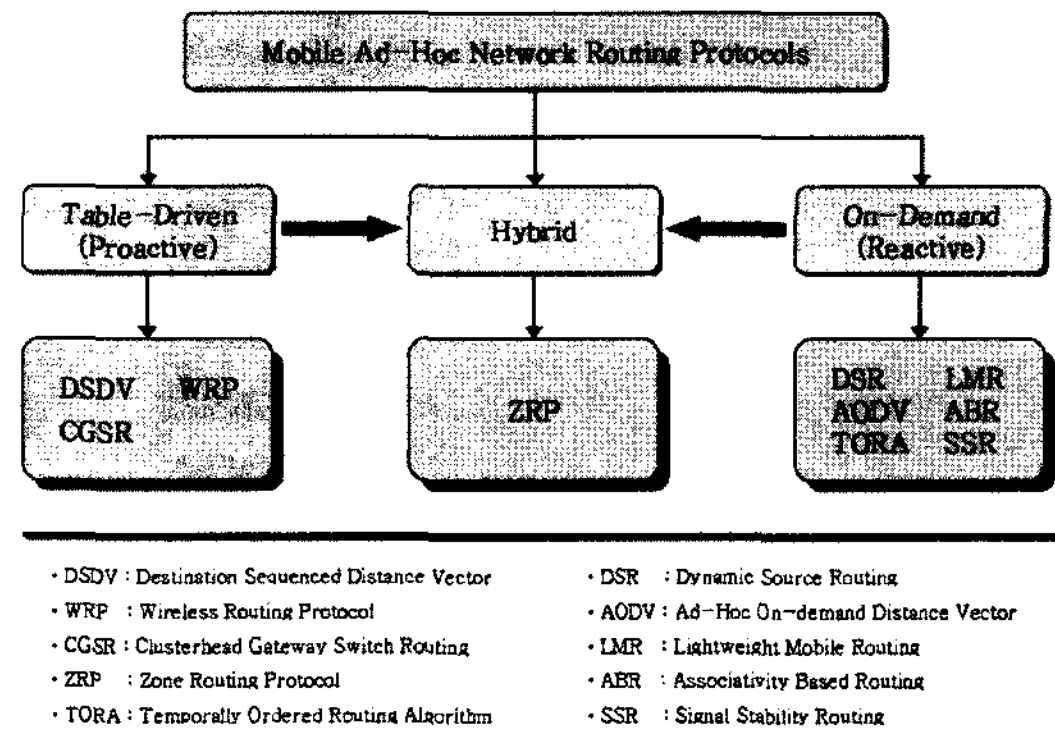 Mobile Ad-Hoc Network Routing Protocols
Table-Driven
(Proactive)
Hybrid
On-Demand
(Reactive)
DSDV WRP
CGSR
ZRP
DSR LMR
AODV ABR
TORA SSR
· DSDV : Destination Sequenced Distance Vector
· WRP : Wireless Routing Protocol
· CGSR : Clusterhead Gateway Switch Routing
· ZRP : Zone Routing Protocol
· TORA : Temporally Ordered Routing Algorithm
· DSR : Dynamic Source Routing
· AODV : Ad-Hoc On-demand Distance Vector
· LMR : Lightweight Mobile Routing
· ABR : Associativity Based Routing
· SSR : Signal Stability Routing